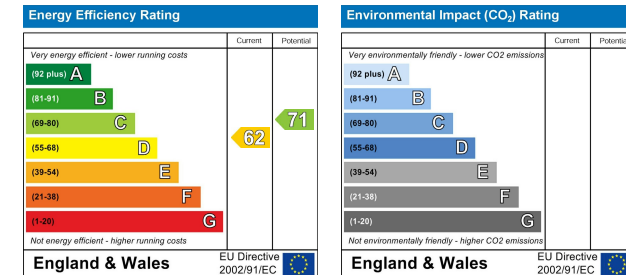 Energy Efficiency Rating
Current Potential
Very energy efficient - lower running costs
(92 plus) A
(81-91) B
(69-80) C
(55-68) D
(39-54) E
(21-38) F
(1-20) G
62
71
Not energy efficient - higher running costs
England & Wales
EU Directive
2002/91/EC
Environmental Impact (CO₂) Rating
Current Potential
Very environmentally friendly - lower CO2 emissions
(92 plus) A
(81-91) B
(69-80) C
(55-68) D
(39-54) E
(21-38) F
(1-20) G
Not environmentally friendly - higher CO2 emissions
England & Wales
EU Directive
2002/91/EC